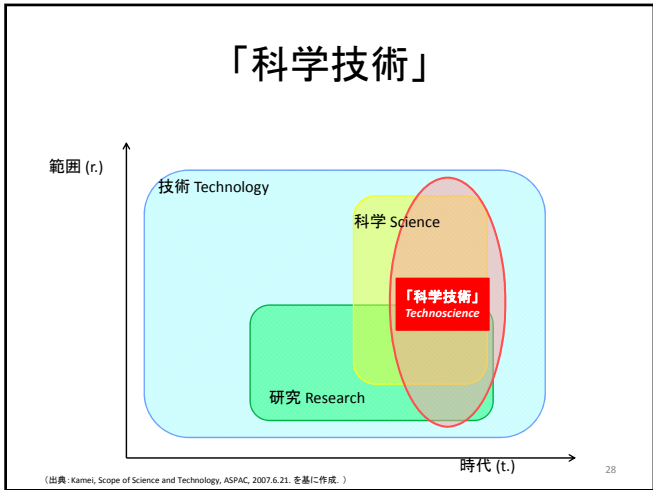 「科学技術」
範囲 (r.)
技術 Technology
科学 Science
「科学技術」
Technoscience
研究 Research
時代 (t.)
（出典：Kamei, Scope of Science and Technology, ASPAC, 2007.6.21. を基に作成．）
28